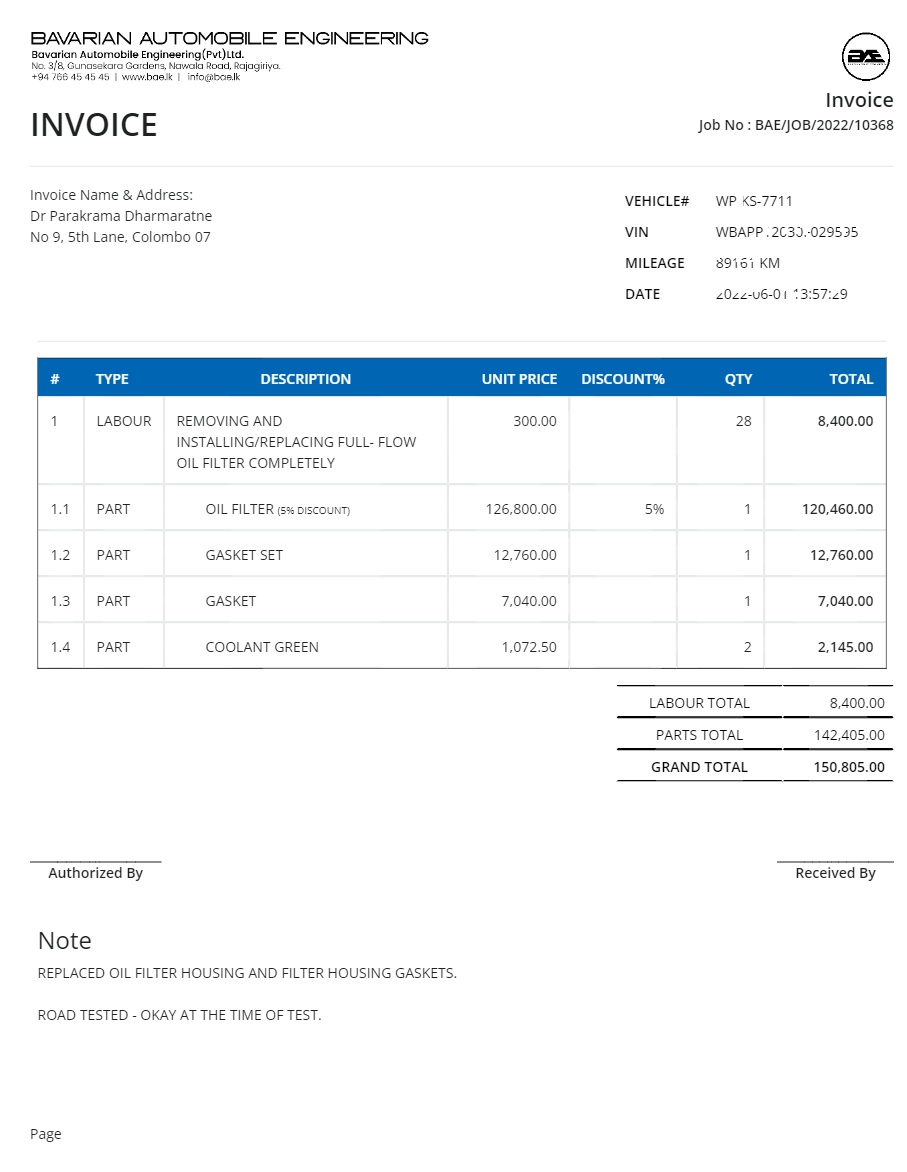 BAVARIAN AUTOMOBILE ENGINEERING
Bavarian Automobile Engineering(Pvt)Ltd.
No. 3/8, Gunasekara Gardens, Nawala Road, Rajagiriya.
+94 766 45 45 45 | www.bae.lk | info@bae.lk
BAE
Invoice
INVOICE
Job No : BAE/JOB/2022/10368
Invoice Name & Address:
Dr Parakrama Dharmaratne
No 9, 5th Lane, Colombo 07
VEHICLE# WP KS-7711
VIN
MILEAGE 89161 KM
DATE 2022-06-01 13:57:29
# TYPE DESCRIPTION UNIT PRICE DISCOUNT% QTY TOTAL
1 LABOUR REMOVING AND 300.00 28 8,400.00
INSTALLING/REPLACING FULL- FLOW
OIL FILTER COMPLETELY
1.1 PART OIL FILTER (5% DISCOUNT) 126,800.00 5% 1 120,460.00
1.2 PART GASKET SET 12,760.00 1 12,760.00
1.3 PART GASKET 7,040.00 1 7,040.00
1.4 PART COOLANT GREEN 1,072.50 2 2,145.00
LABOUR TOTAL 8,400.00
PARTS TOTAL 142,405.00
GRAND TOTAL 150,805.00
Authorized By Received By
Note
REPLACED OIL FILTER HOUSING AND FILTER HOUSING GASKETS.
ROAD TESTED - OKAY AT THE TIME OF TEST.
Page